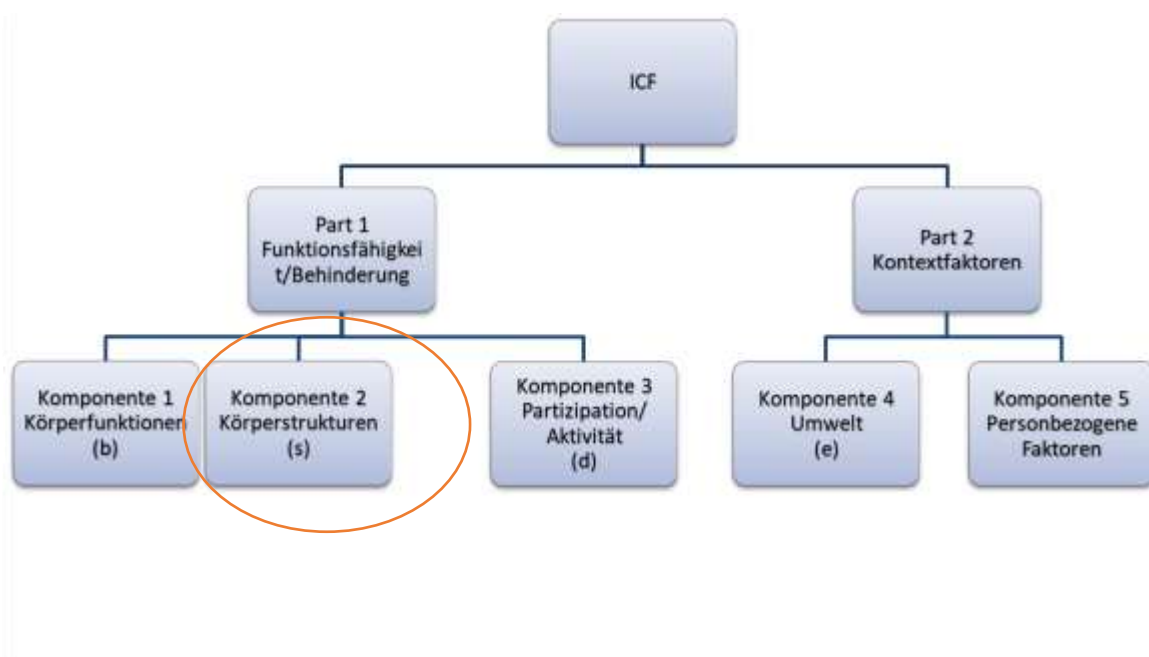 ICF
Part 1
Funktionsfähigkei
t/Behinderung
Part 2
Kontextfaktoren
Komponente 1
Körperfunktionen
(b)
Komponente 2
Körperstrukturen
(s)
Komponente 3
Partizipation/
Aktivität
(d)
Komponente 4
Umwelt
(e)
Komponente 5
Personbezogene
Faktoren